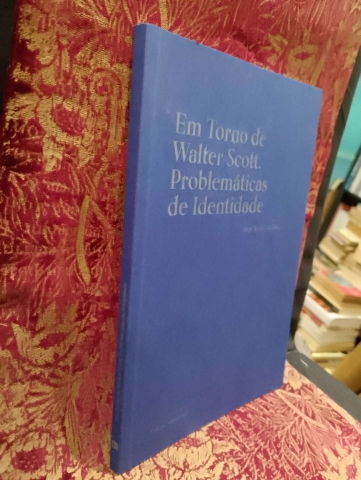 Em Torno de
Walter Scott.
Problemáticas
de Identidade